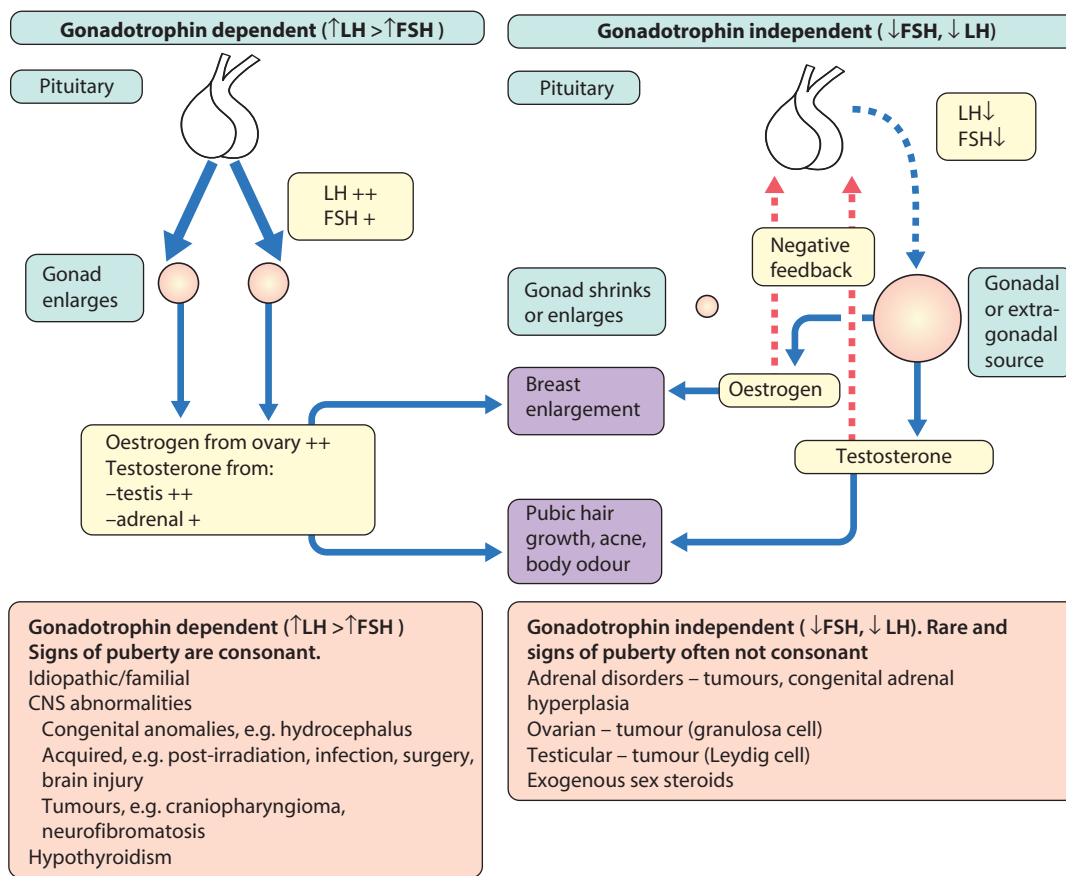 Gonadotrophin dependent (↑LH >↑FSH )
Pituitary
LH ++
FSH +
Gonad
enlarges
Oestrogen from ovary ++
Testosterone from:
–testis ++
–adrenal +
Gonadotrophin independent ( ↓FSH, ↓ LH)
Pituitary
LH↓
FSH↓
Negative
feedback
Gonad shrinks
or enlarges
Gonadal
or extra-
gonadal
source
Breast
enlargement
Oestrogen
Testosterone
Pubic hair
growth, acne,
body odour
Gonadotrophin dependent (↑LH >↑FSH )
Signs of puberty are consonant.
Idiopathic/familial
CNS abnormalities
Congenital anomalies, e.g. hydrocephalus
Acquired, e.g. post-irradiation, infection, surgery,
brain injury
Tumours, e.g. craniopharyngioma,
neurofibromatosis
Hypothyroidism
Gonadotrophin independent ( ↓FSH, ↓ LH). Rare and
signs of puberty often not consonant
Adrenal disorders – tumours, congenital adrenal
hyperplasia
Ovarian – tumour (granulosa cell)
Testicular – tumour (Leydig cell)
Exogenous sex steroids